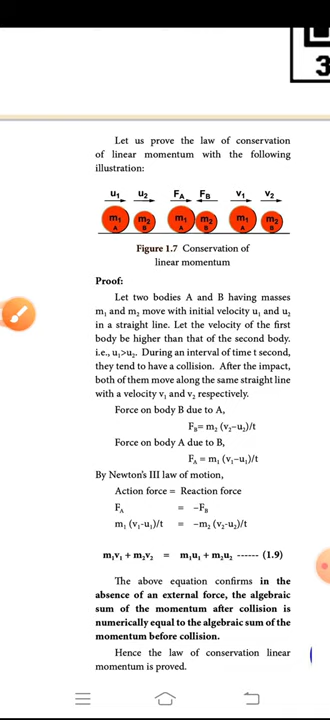 3
Let us prove the law of conservation
of linear momentum with the following
illustration:
u₁ u₂ F_A F_B v₁ v₂
m₁ m₂ m₁ m₂ m₁ m₂
A B A B A B
Figure 1.7 Conservation of
linear momentum
Proof:
Let two bodies A and B having masses
m₁ and m₂ move with initial velocity u₁ and u₂
in a straight line. Let the velocity of the first
body be higher than that of the second body.
i.e., u₁>u₂. During an interval of time t second,
they tend to have a collision. After the impact,
both of them move along the same straight line
with a velocity v₁ and v₂ respectively.
Force on body B due to A,
F_B= m₂ (v₂-u₂)/t
Force on body A due to B,
F_A = m₁ (v₁-u₁)/t
By Newton's III law of motion,
Action force = Reaction force
F_A = -F_B
m₁ (v₁-u₁)/t = -m₂ (v₂-u₂)/t
m₁v₁ + m₂v₂ = m₁u₁ + m₂u₂ ------ (1.9)
The above equation confirms in the
absence of an external force, the algebraic
sum of the momentum after collision is
numerically equal to the algebraic sum of the
momentum before collision.
Hence the law of conservation linear
momentum is proved.